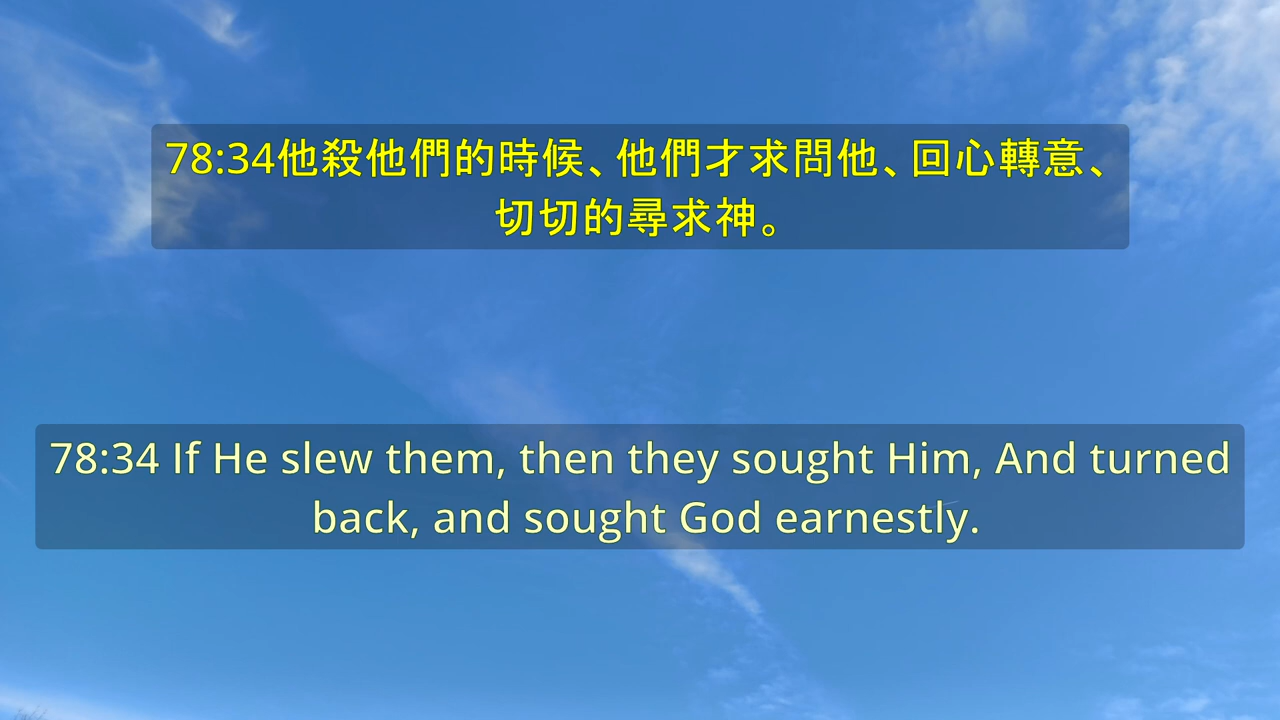 78:34他殺他們的時候、他們才求問他、回心轉意、
切切的尋求神。
78:34 If He slew them, then they sought Him, And turned
back, and sought God earnestly.